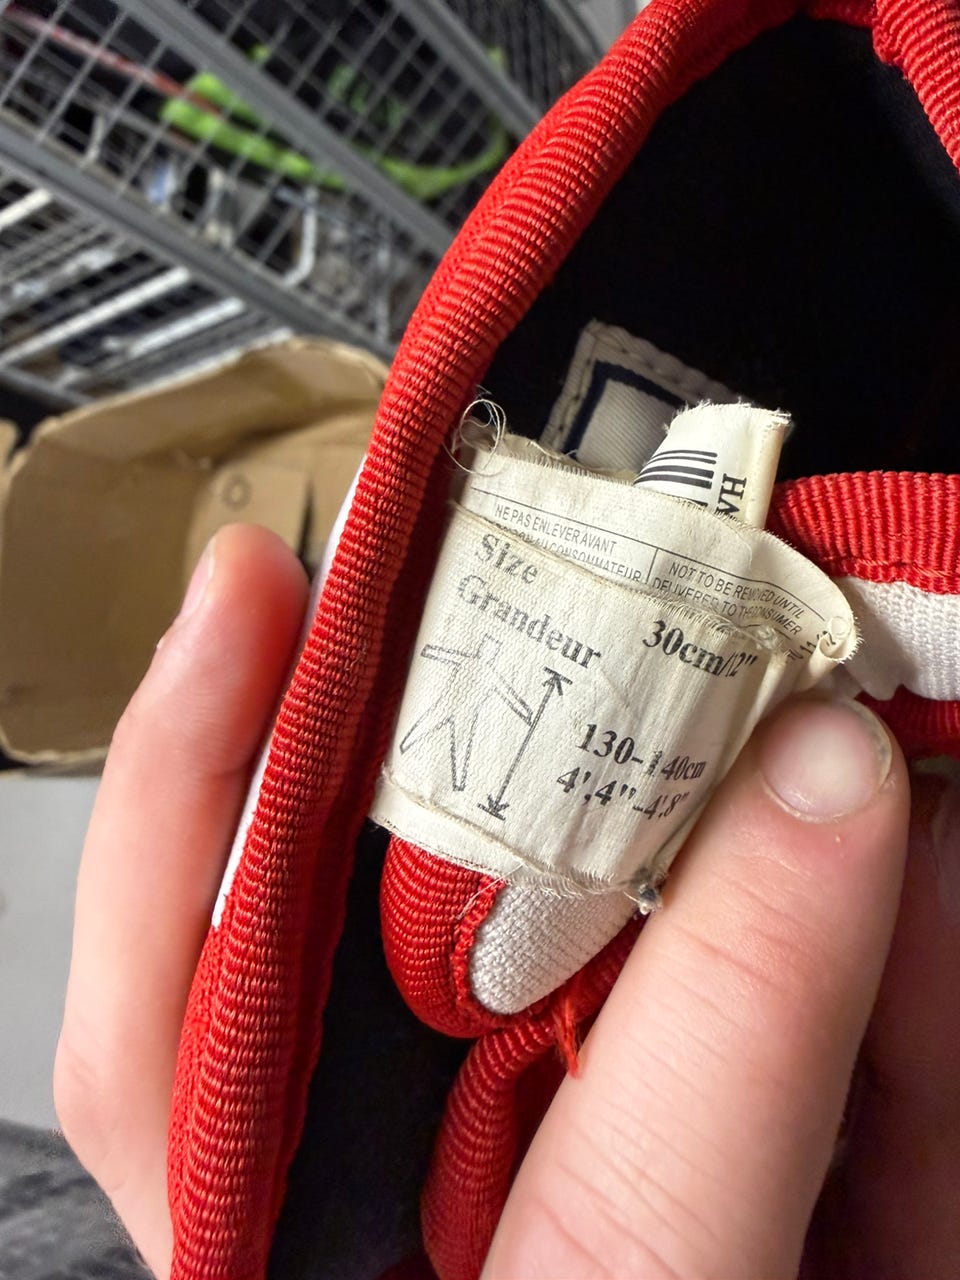 NE PAS ENLEVER AVANT
CONSOMMATEUR
NOT TO BE REMOVED UNTIL
DELIVERED TO THE CONSUMER
Size
Grandeur
30cm/12"
130-140cm
4'.4"-4'.8"